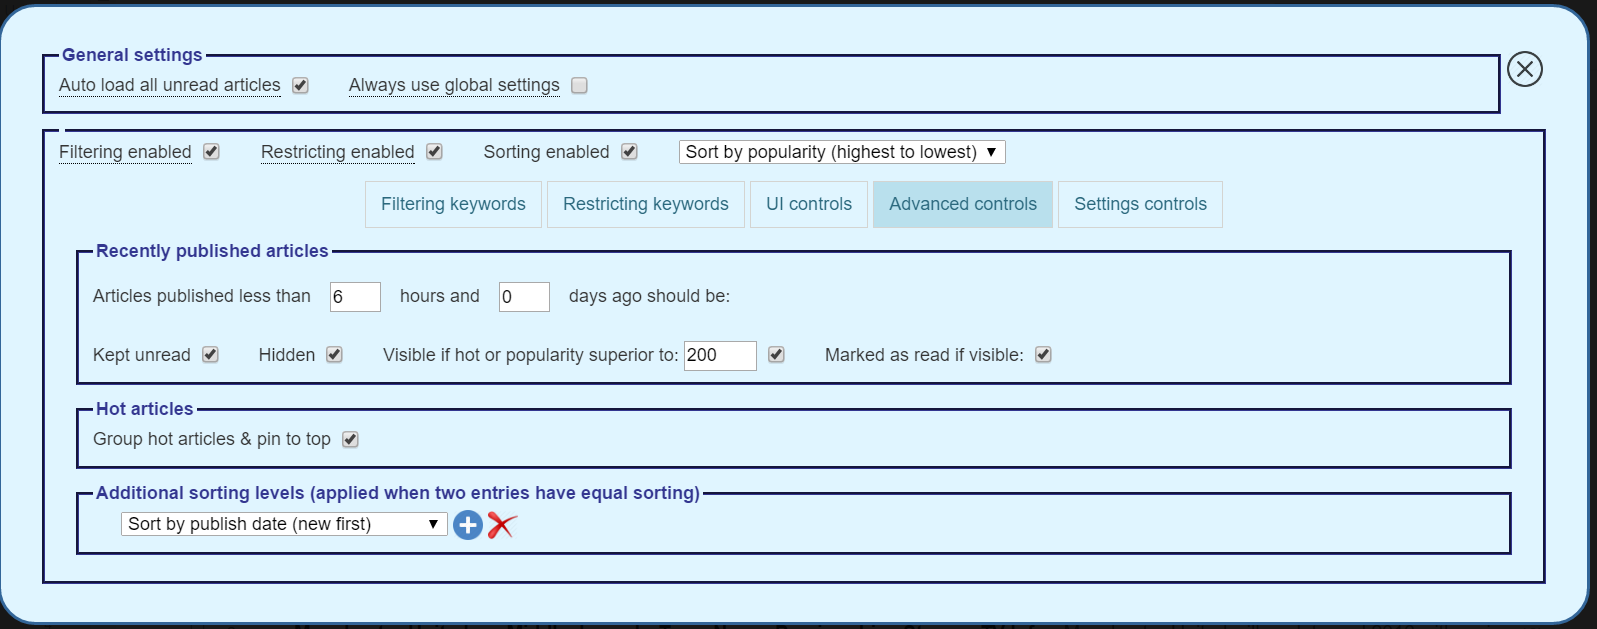 General settings
Auto load all unread articles Always use global settings
Filtering enabled Restricting enabled Sorting enabled Sort by popularity (highest to lowest)
Filtering keywords Restricting keywords UI controls Advanced controls Settings controls
Recently published articles
Articles published less than 6 hours and 0 days ago should be:
Kept unread Hidden Visible if hot or popularity superior to: 200 Marked as read if visible:
Hot articles
Group hot articles & pin to top
Additional sorting levels (applied when two entries have equal sorting)
Sort by publish date (new first)